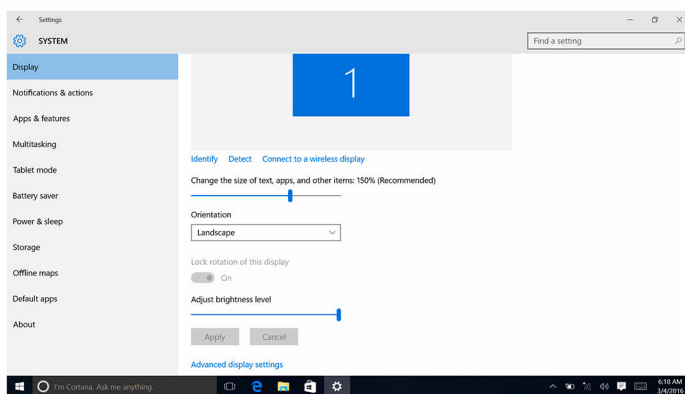 Settings
SYSTEM
Find a setting
Display
Notifications & actions
Apps & features
Multitasking
Tablet mode
Battery saver
Power & sleep
Storage
Offline maps
Default apps
About
1
Identify Detect Connect to a wireless display
Change the size of text, apps, and other items: 150% (Recommended)
Orientation
Landscape
Lock rotation of this display
On
Adjust brightness level
Apply Cancel
Advanced display settings
I'm Cortana. Ask me anything.
6:18 AM
3/4/2016